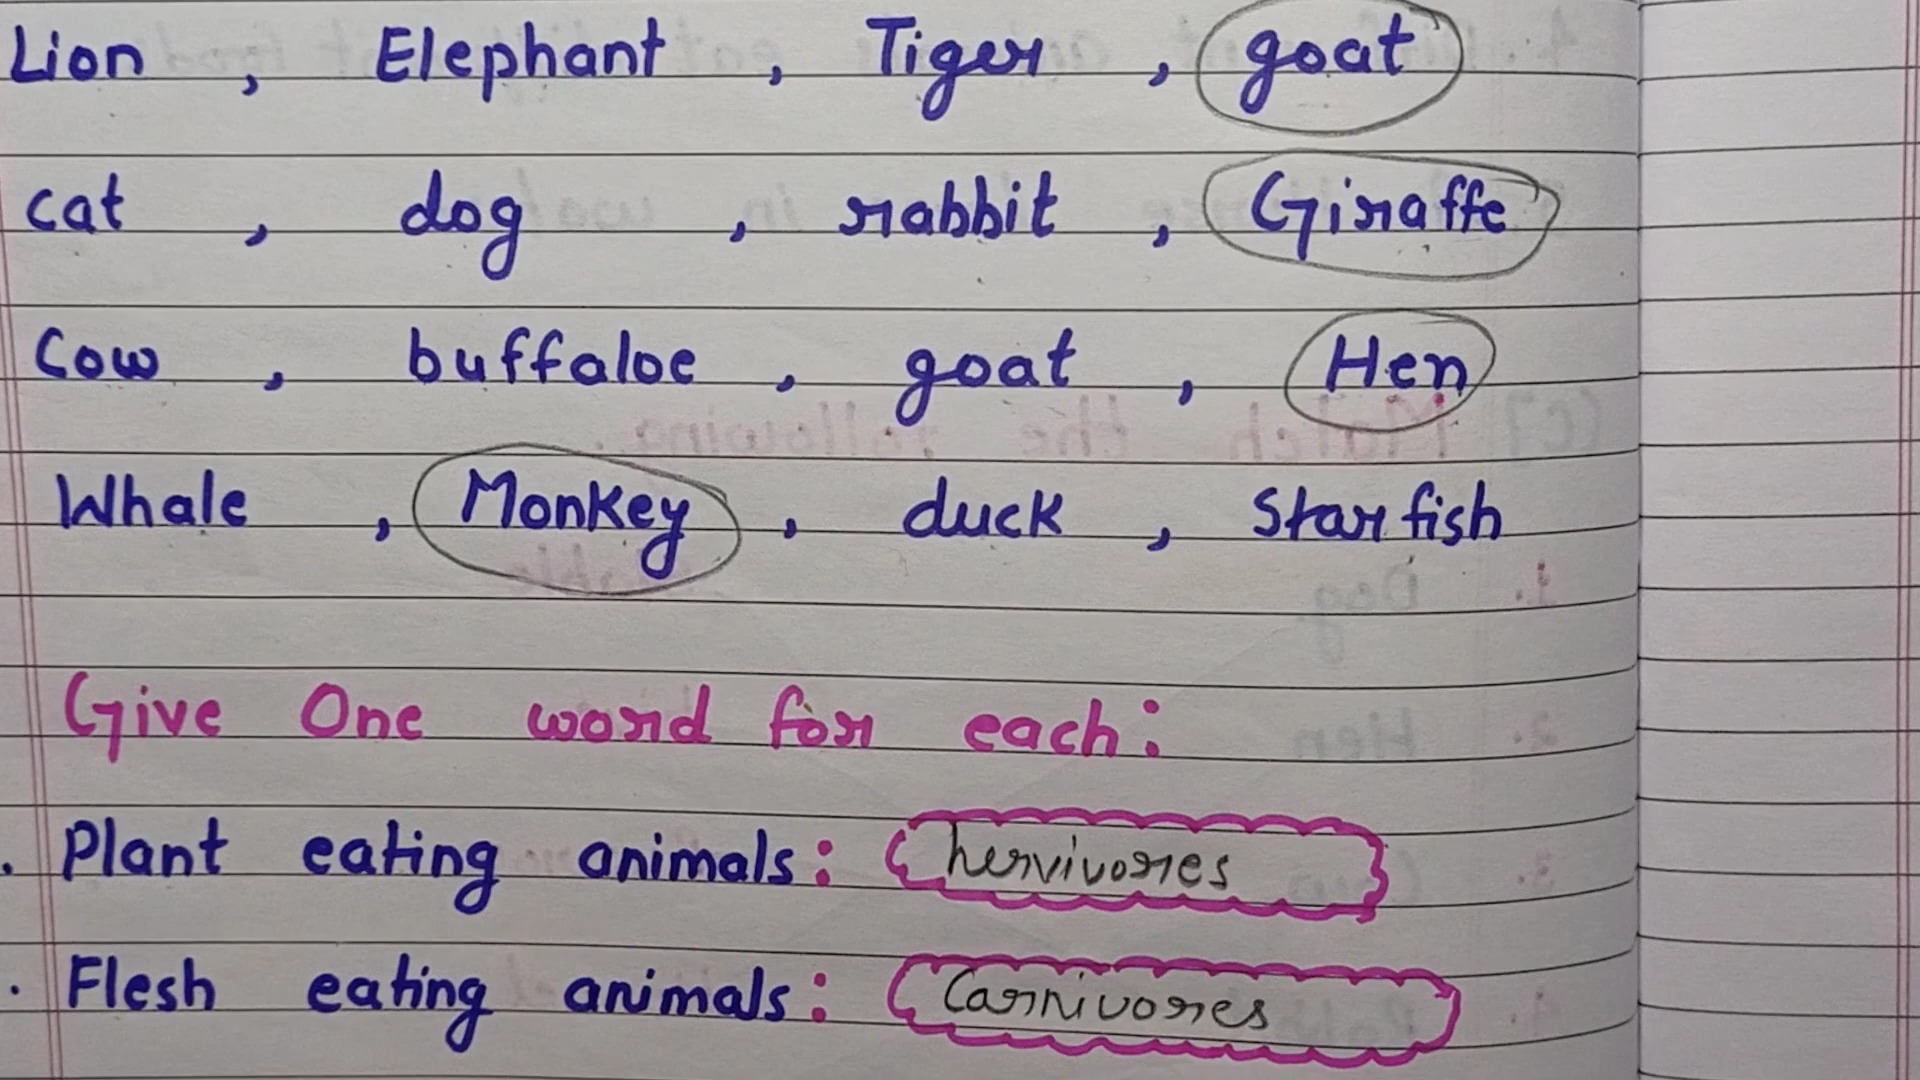 Lion , Elephant , Tiger , goat
cat , dog , rabbit , Giraffe
Cow , buffaloe , goat , Hen
Whale , Monkey , duck , Star fish
Give One word for each:
. Plant eating animals: hervivores
. Flesh eating animals: Carnivores